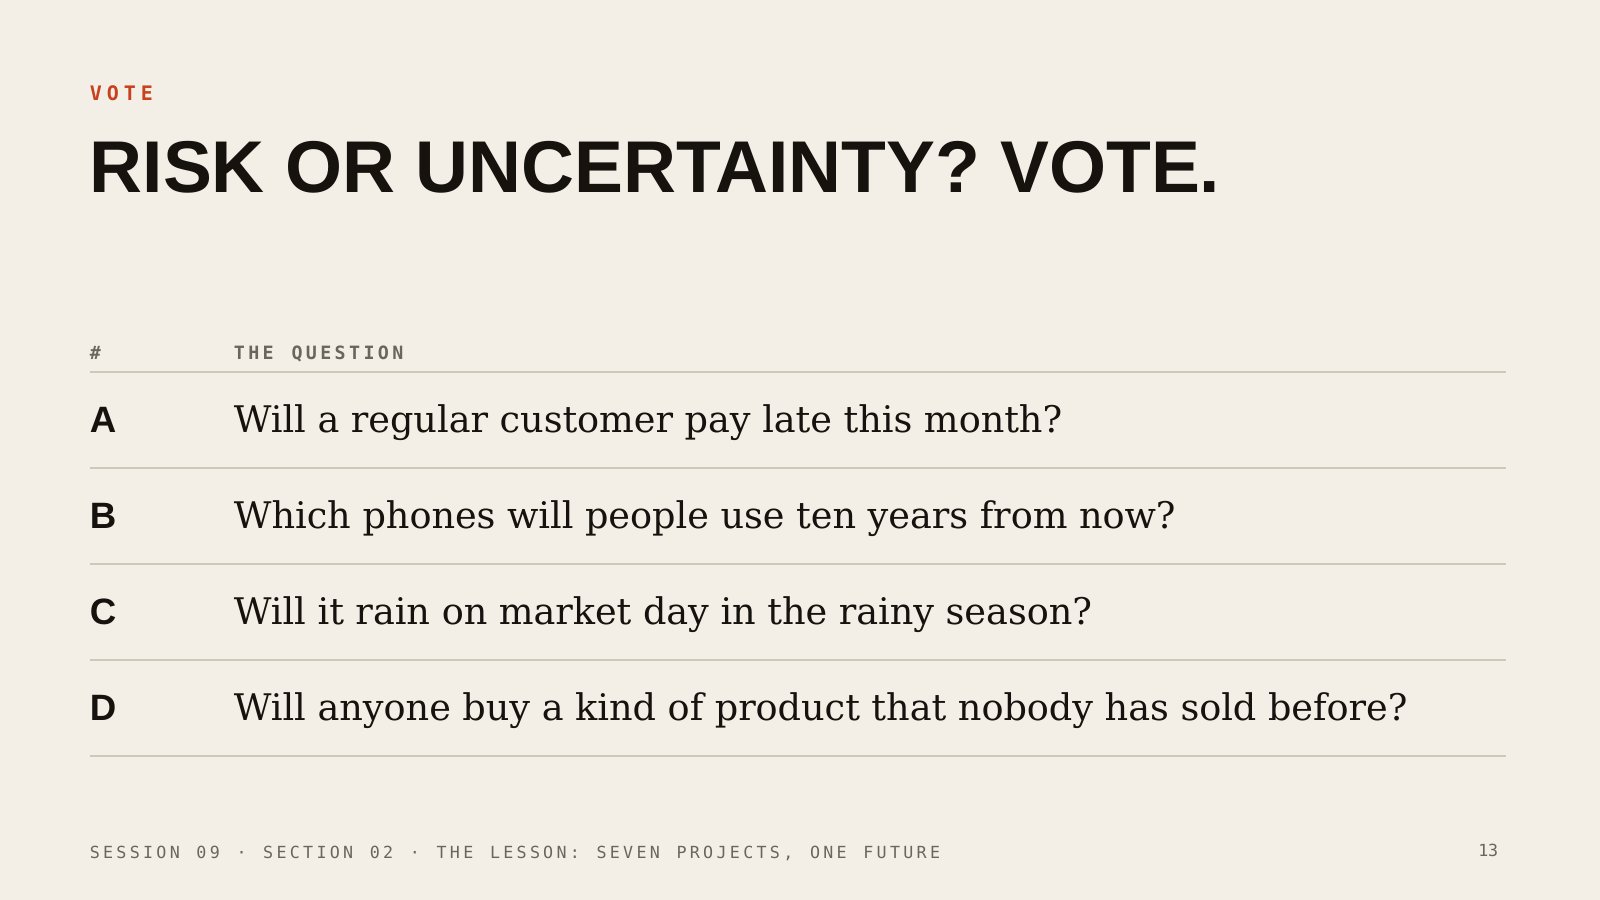 VOTE
RISK OR UNCERTAINTY? VOTE.
# THE QUESTION
A Will a regular customer pay late this month?
B Which phones will people use ten years from now?
C Will it rain on market day in the rainy season?
D Will anyone buy a kind of product that nobody has sold before?
SESSION 09 · SECTION 02 · THE LESSON: SEVEN PROJECTS, ONE FUTURE 13